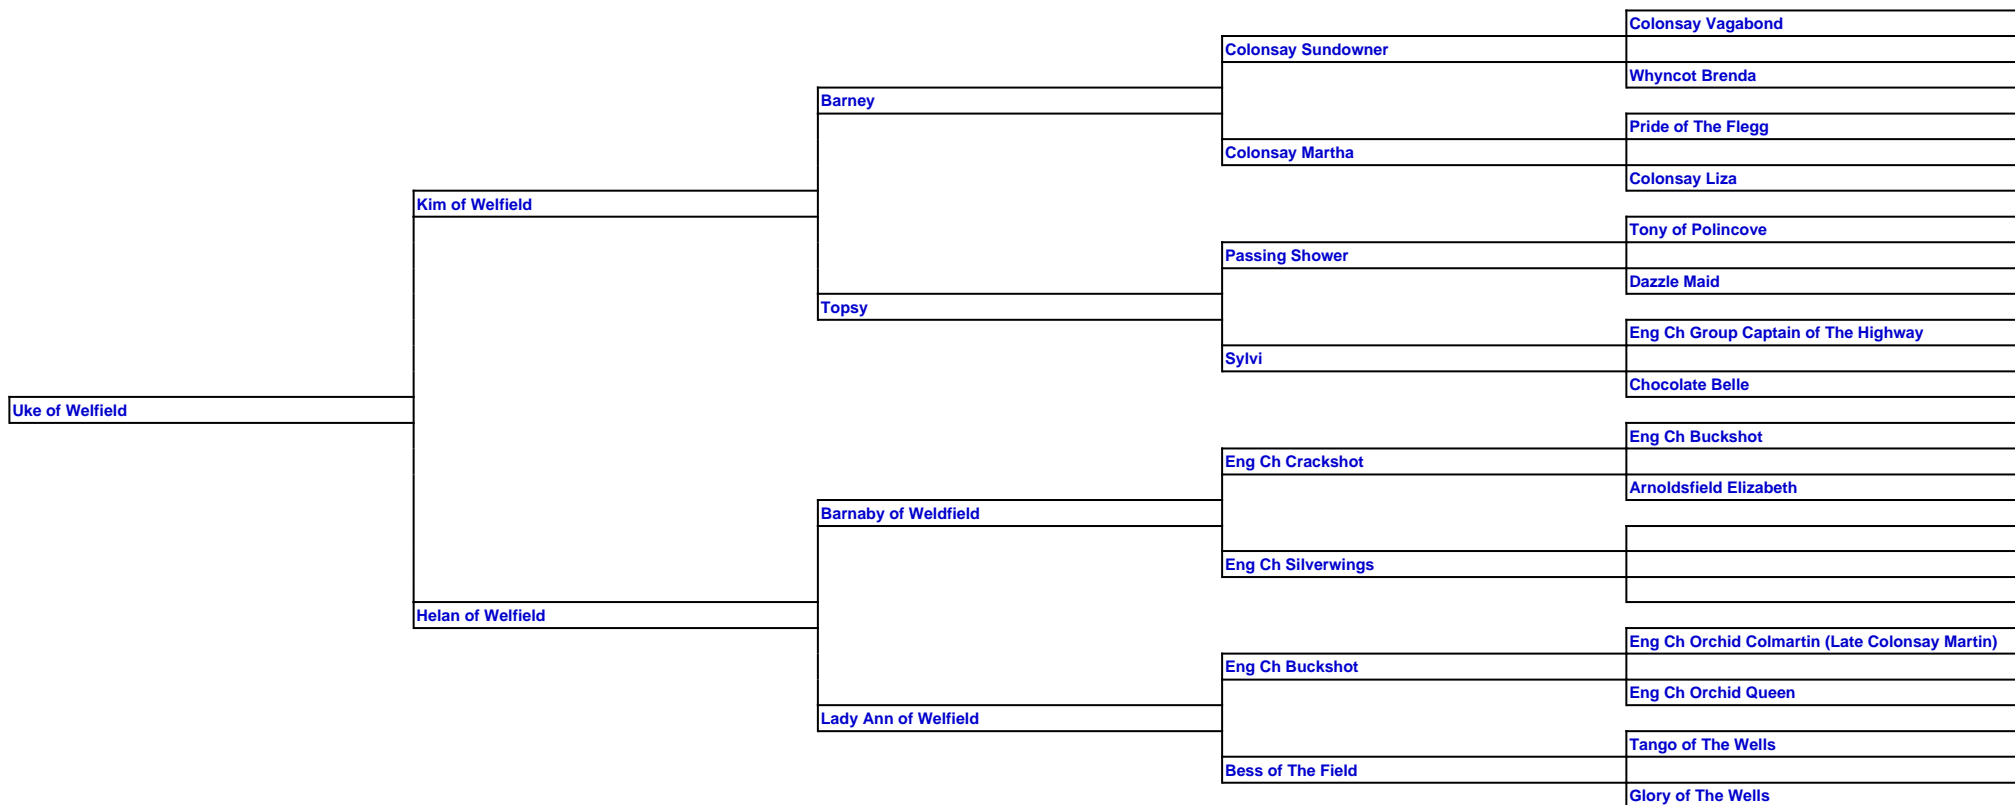 Colonsay Vagabond
Colonsay Sundowner
Whyncot Brenda
Barney
Pride of The Flegg
Colonsay Martha
Colonsay Liza
Kim of Welfield
Tony of Polincove
Passing Shower
Dazzle Maid
Topsy
Eng Ch Group Captain of The Highway
Sylvi
Chocolate Belle
Uke of Welfield
Eng Ch Buckshot
Eng Ch Crackshot
Arnoldsfield Elizabeth
Barnaby of Weldfield
Eng Ch Silverwings
Helan of Welfield
Eng Ch Orchid Colmartin (Late Colonsay Martin)
Eng Ch Buckshot
Eng Ch Orchid Queen
Lady Ann of Welfield
Tango of The Wells
Bess of The Field
Glory of The Wells